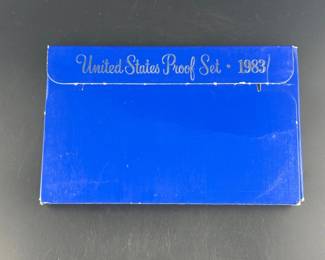 United States Proof Set • 1983